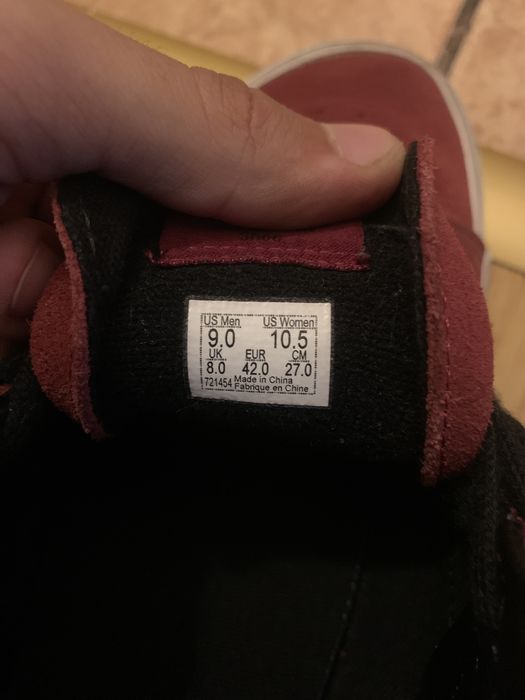 US Men US Women
9.0 10.5
UK EUR CM
8.0 42.0 27.0
721454 Made in China
Fabrique en Chine